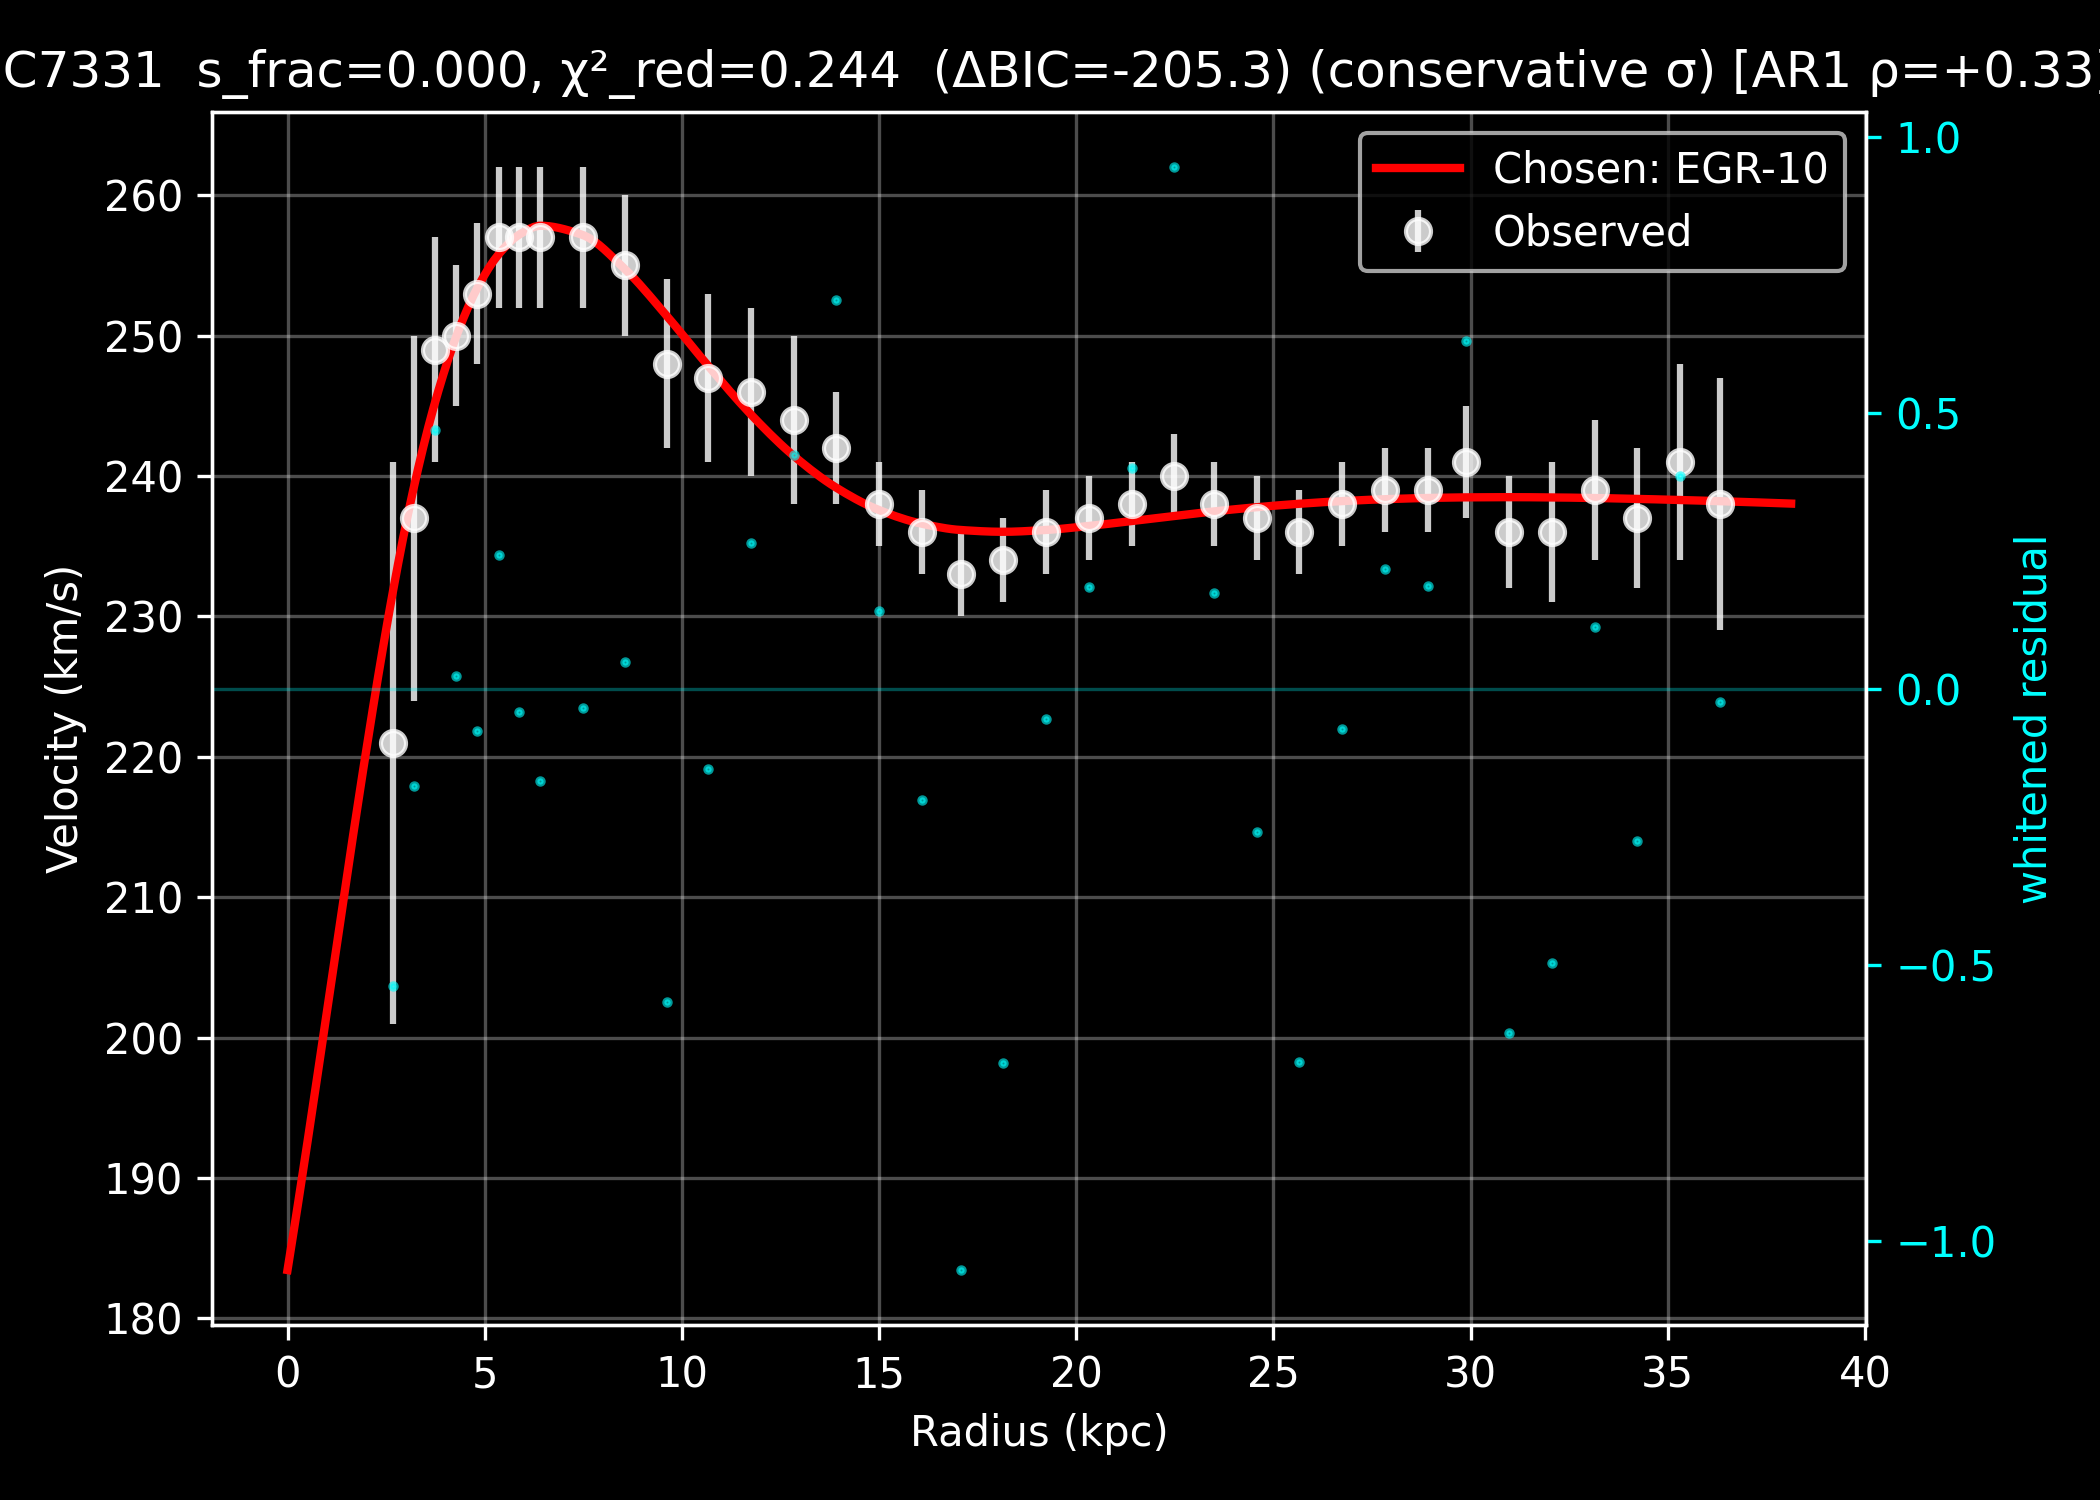 C7331 s_frac=0.000, χ²_red=0.244 (ΔBIC=-205.3) (conservative σ) [AR1 ρ=+0.33]
Chosen: EGR-10
Observed
Velocity (km/s)
260
250
240
230
220
210
200
190
180
1.0
0.5
0.0
−0.5
−1.0
whitened residual
0 5 10 15 20 25 30 35 40
Radius (kpc)